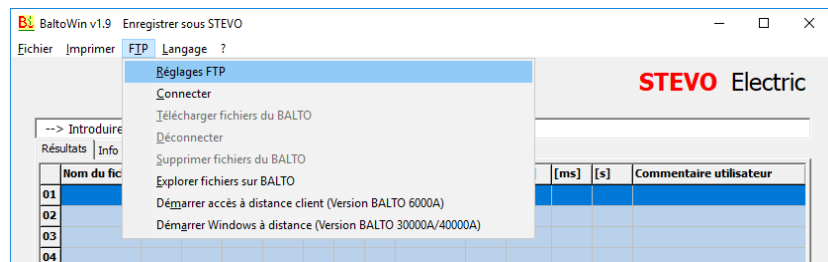 BaltoWin v1.9 Enregistrer sous STEVO
Fichier Imprimer FTP Langage ?
Réglages FTP
Connecter
Télécharger fichiers du BALTO
Déconnecter
Supprimer fichiers du BALTO
Explorer fichiers sur BALTO
Démarrer accès à distance client (Version BALTO 6000A)
Démarrer Windows à distance (Version BALTO 30000A/40000A)
STEVO Electric
--> Introduire
Résultats Info
Nom du fic [ms] [s] Commentaire utilisateur
01
02
03
04